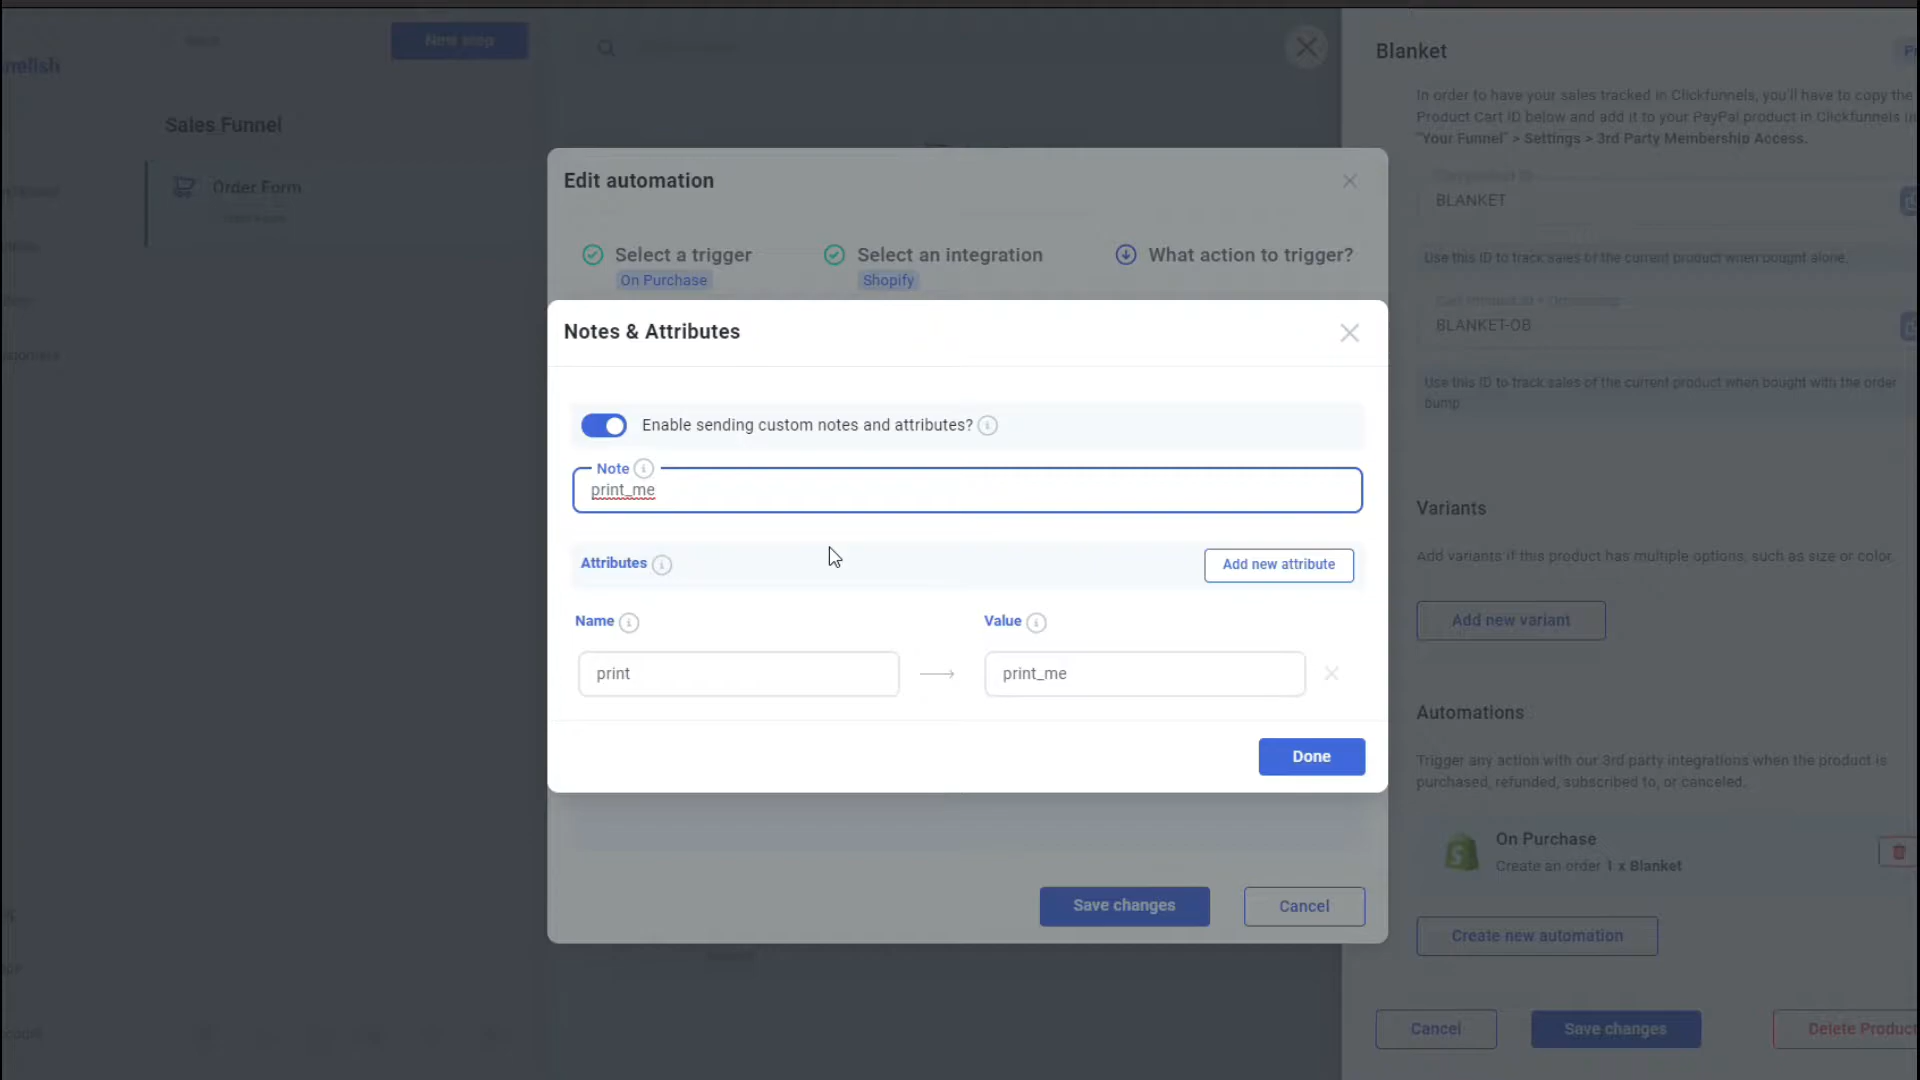 New step
Sales Funnel
Order Form
Blanket
In order to have your sales tracked in Clickfunnels, you'll have to copy the
Product Cart ID below and add it to your PayPal product in Clickfunnels
"Your Funnel" > Settings > 3rd Party Membership Access.
BLANKET
Use this ID to track sales of the current product when bought alone.
BLANKET-OB
Use this ID to track sales of the current product when bought with the order
bump
Variants
Add variants if this product has multiple options, such as size or color.
Add new variant
Automations
Trigger any action with our 3rd party integrations when the product is
purchased, refunded, subscribed to, or canceled.
On Purchase
Create an order 1 x Blanket
Create new automation
Cancel
Save changes
Delete Product
Edit automation
Select a trigger
On Purchase
Select an integration
Shopify
What action to trigger?
Notes & Attributes
Enable sending custom notes and attributes?
Note
print_me
Attributes
Add new attribute
Name
Value
print
print_me
Done
Save changes
Cancel